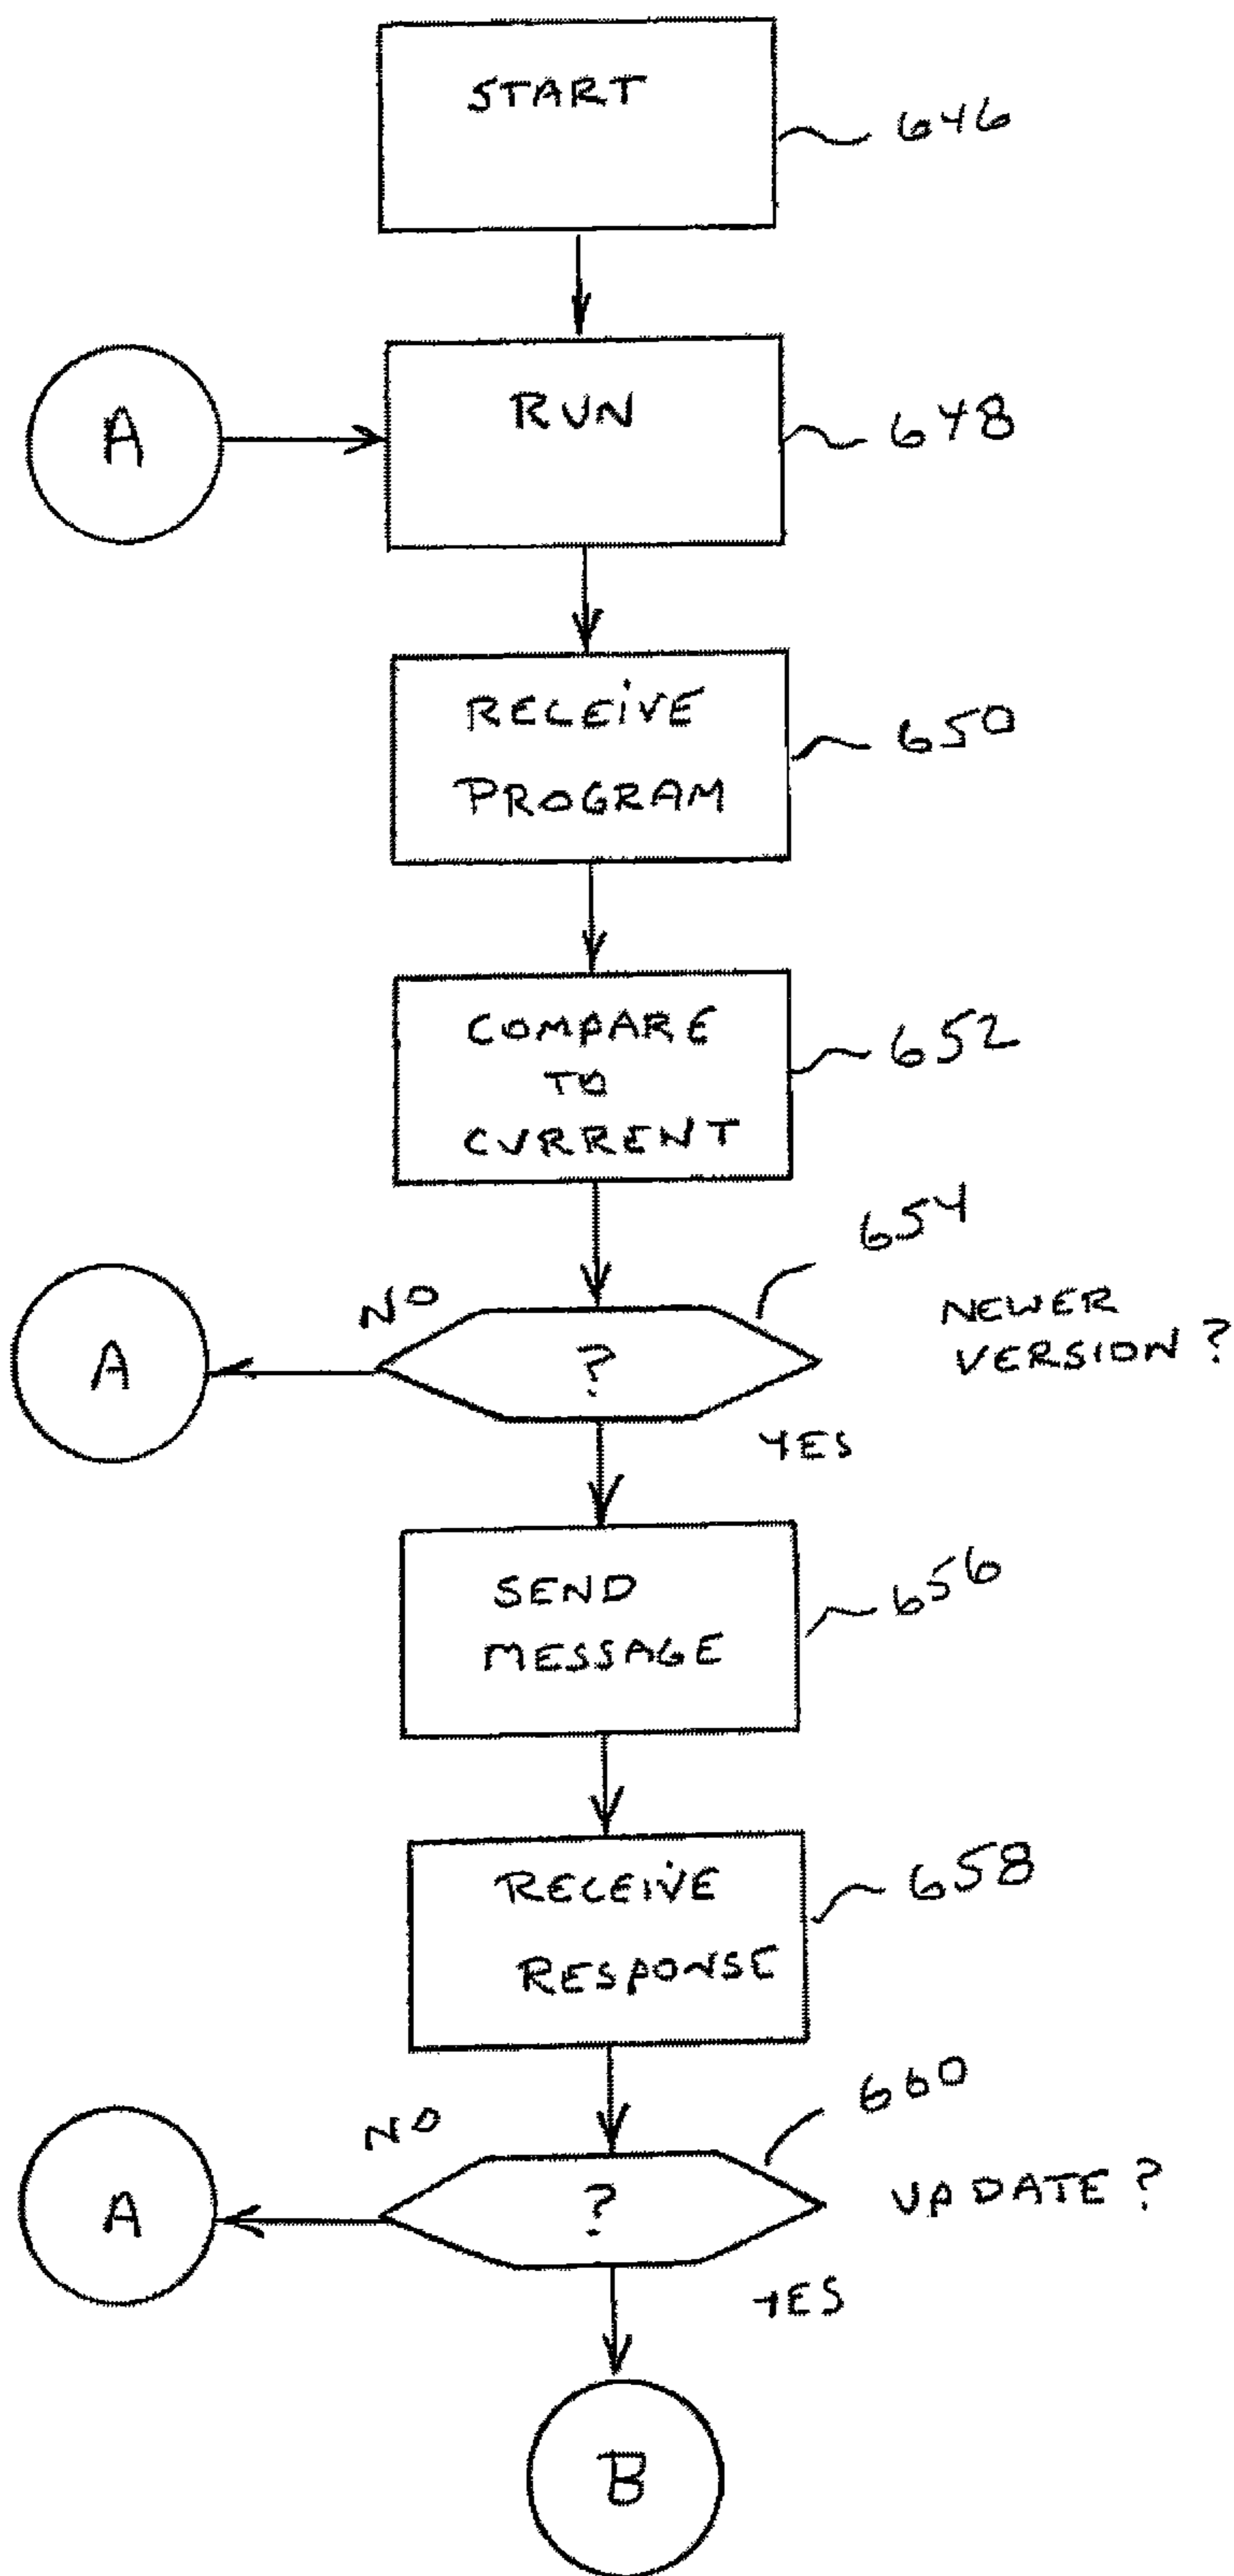 START
646
A
RUN
648
RECEIVE
PROGRAM
650
COMPARE
TO
CURRENT
652
654
NO
NEWER
VERSION ?
A
?
YES
SEND
MESSAGE
656
RECEIVE
RESPONSE
658
660
NO
UPDATE ?
A
?
YES
B